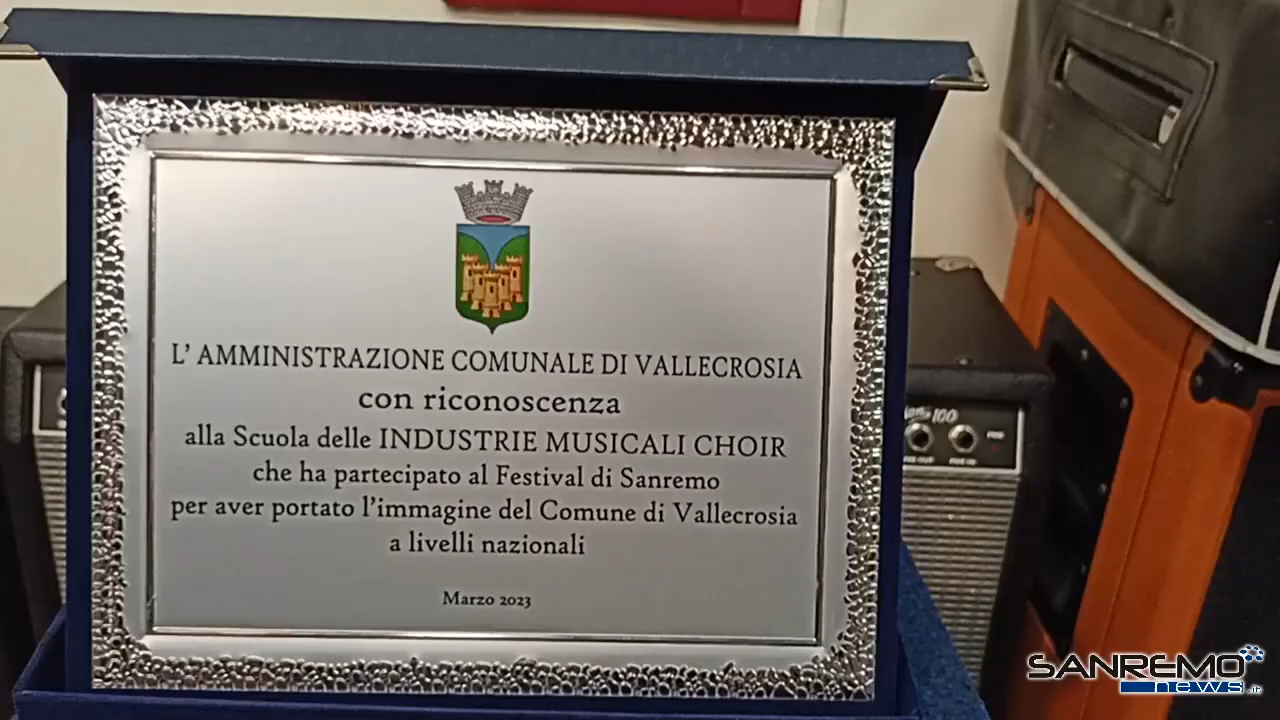 L' AMMINISTRAZIONE COMUNALE DI VALLECROSIA
con riconoscenza
alla Scuola delle INDUSTRIE MUSICALI CHOIR
che ha partecipato al Festival di Sanremo
per aver portato l'immagine del Comune di Vallecrosia
a livelli nazionali
Marzo 2023
100
SANREMO
news.it